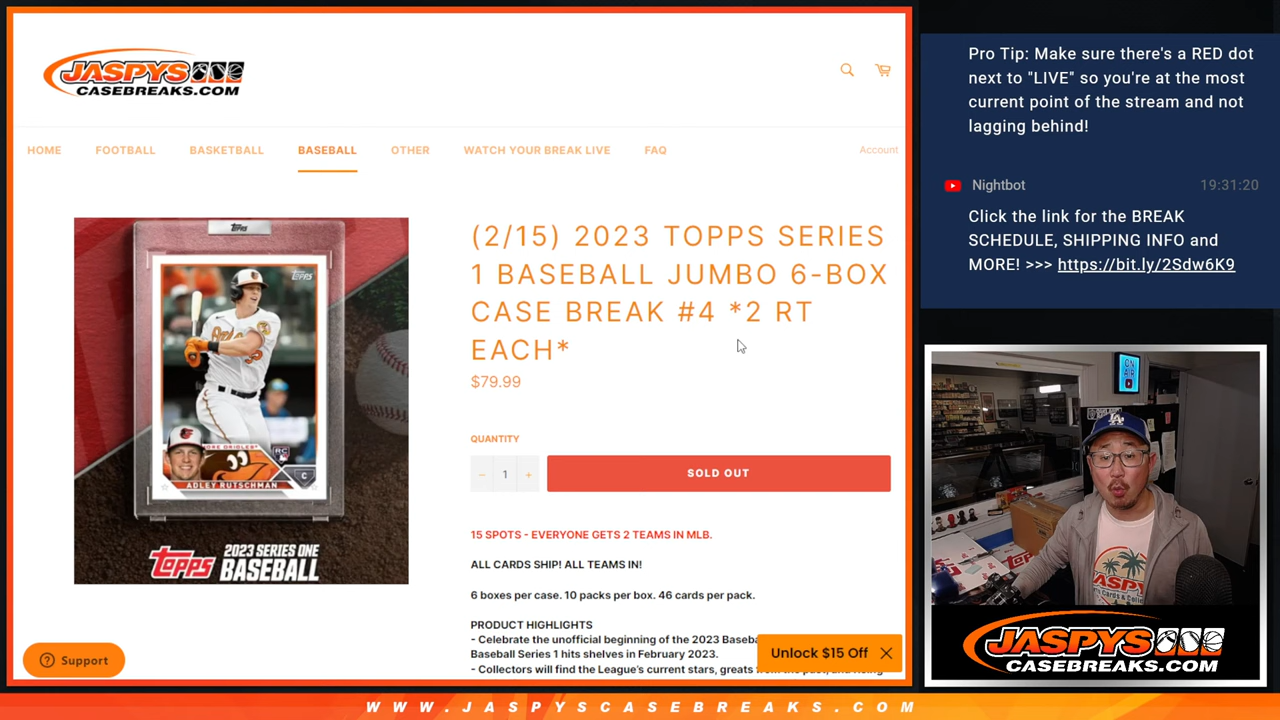 JASPYS
CASEBREAKS.COM
HOME
FOOTBALL
BASKETBALL
BASEBALL
OTHER
WATCH YOUR BREAK LIVE
FAQ
Account
Topps
Topps
ADLEY RUTSCHMAN
RC
C
Topps
2023 SERIES ONE
BASEBALL
(2/15) 2023 TOPPS SERIES
1 BASEBALL JUMBO 6-BOX
CASE BREAK #4 *2 RT
EACH*
$79.99
QUANTITY
− 1 +
SOLD OUT
15 SPOTS - EVERYONE GETS 2 TEAMS IN MLB.
ALL CARDS SHIP! ALL TEAMS IN!
6 boxes per case. 10 packs per box. 46 cards per pack.
PRODUCT HIGHLIGHTS
- Celebrate the unofficial beginning of the 2023 Baseba
Baseball Series 1 hits shelves in February 2023.
- Collectors will find the League's current stars, greats
Support
Unlock $15 Off
Pro Tip: Make sure there's a RED dot
next to "LIVE" so you're at the most
current point of the stream and not
lagging behind!
Nightbot
19:31:20
Click the link for the BREAK
SCHEDULE, SHIPPING INFO and
MORE! >>> https://bit.ly/2Sdw6K9
ON
AIR
LA
JASPYS
CASEBREAKS.COM
WWW.JASPYSCASEBREAKS.COM